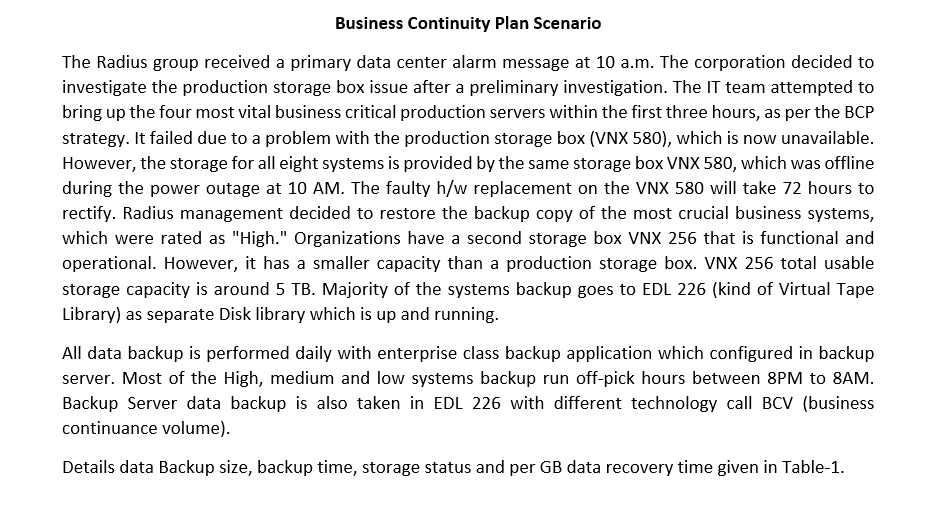 Business Continuity Plan Scenario
The Radius group received a primary data center alarm message at 10 a.m. The corporation decided to
investigate the production storage box issue after a preliminary investigation. The IT team attempted to
bring up the four most vital business critical production servers within the first three hours, as per the BCP
strategy. It failed due to a problem with the production storage box (VNX 580), which is now unavailable.
However, the storage for all eight systems is provided by the same storage box VNX 580, which was offline
during the power outage at 10 AM. The faulty h/w replacement on the VNX 580 will take 72 hours to
rectify. Radius management decided to restore the backup copy of the most crucial business systems,
which were rated as "High." Organizations have a second storage box VNX 256 that is functional and
operational. However, it has a smaller capacity than a production storage box. VNX 256 total usable
storage capacity is around 5 TB. Majority of the systems backup goes to EDL 226 (kind of Virtual Tape
Library) as separate Disk library which is up and running.
All data backup is performed daily with enterprise class backup application which configured in backup
server. Most of the High, medium and low systems backup run off-pick hours between 8PM to 8AM.
Backup Server data backup is also taken in EDL 226 with different technology call BCV (business
continuance volume).
Details data Backup size, backup time, storage status and per GB data recovery time given in Table-1.